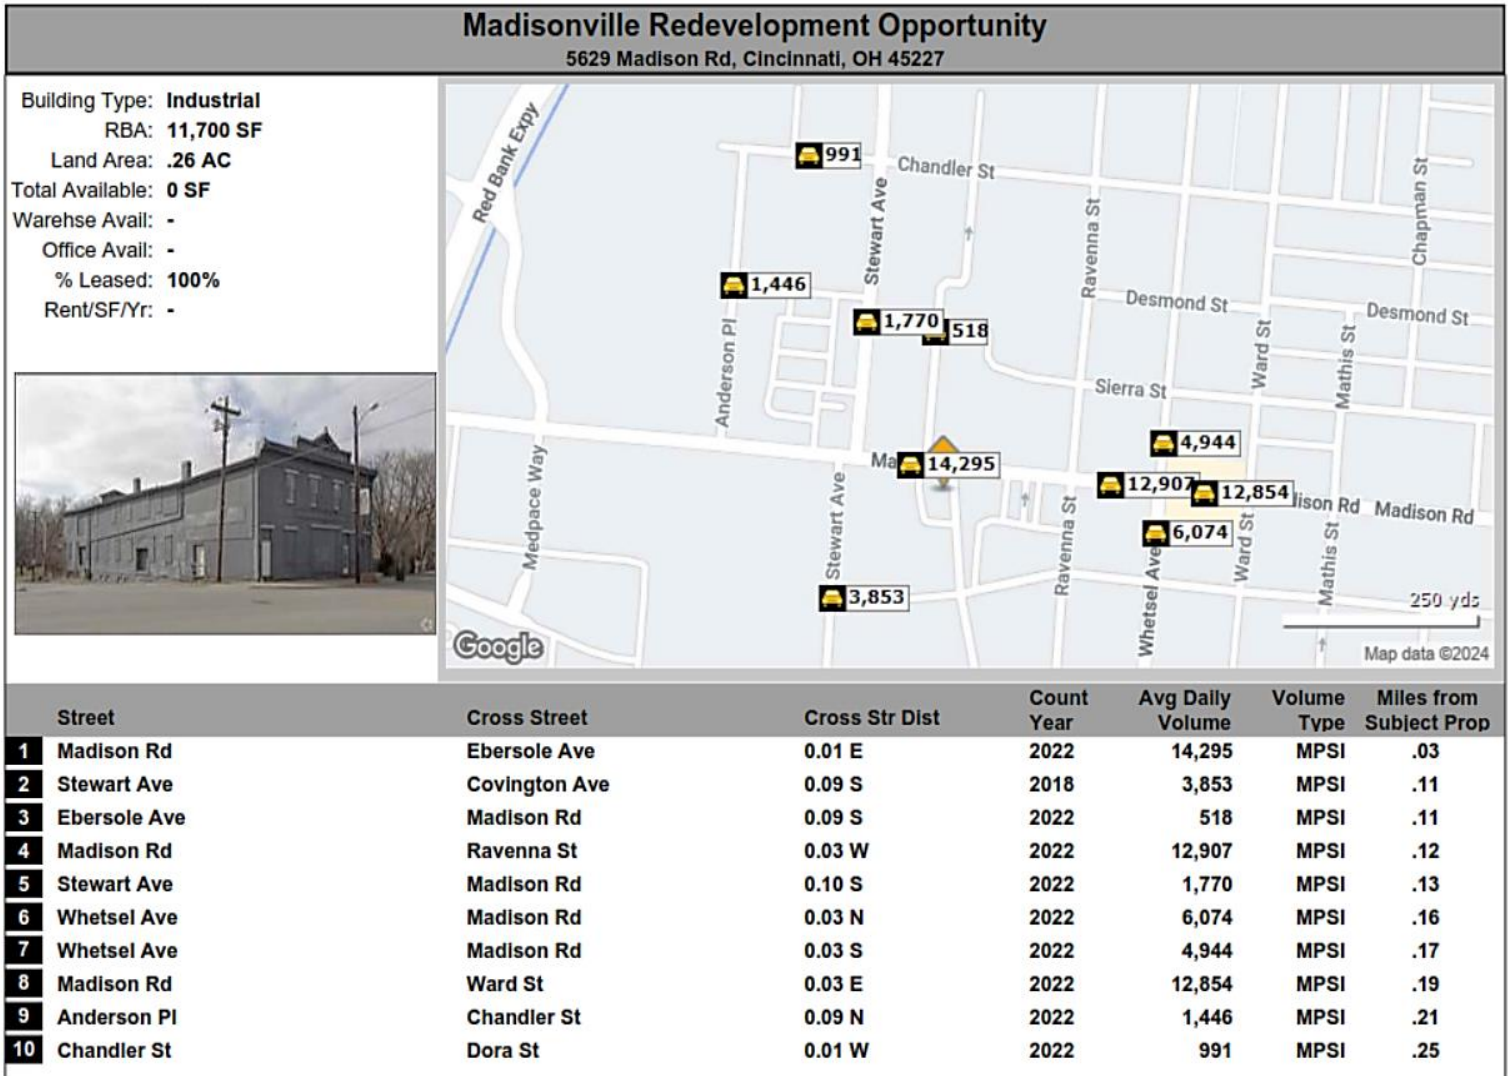 Madisonville Redevelopment Opportunity
5629 Madison Rd, Cincinnati, OH 45227
Building Type: Industrial
RBA: 11,700 SF
Land Area: .26 AC
Total Available: 0 SF
Warehse Avail: -
Office Avail: -
% Leased: 100%
Rent/SF/Yr: -
Red Bank Expy
991
Chandler St
Stewart Ave
Ravenna St
Chapman St
1,446
Desmond St
Desmond St
1,770
518
Anderson Pl
Ward St
Mathis St
Sierra St
4,944
Ma
14,295
12,907
12,854
lison Rd
Madison Rd
Medpace Way
Stewart Ave
Ravenna St
6,074
Ward St
Mathis St
Whetsel Ave
3,853
250 yds
Google
Map data ©2024
Street Cross Street Cross Str Dist Count Year Avg Daily Volume Volume Type Miles from Subject Prop
1 Madison Rd Ebersole Ave 0.01 E 2022 14,295 MPSI .03
2 Stewart Ave Covington Ave 0.09 S 2018 3,853 MPSI .11
3 Ebersole Ave Madison Rd 0.09 S 2022 518 MPSI .11
4 Madison Rd Ravenna St 0.03 W 2022 12,907 MPSI .12
5 Stewart Ave Madison Rd 0.10 S 2022 1,770 MPSI .13
6 Whetsel Ave Madison Rd 0.03 N 2022 6,074 MPSI .16
7 Whetsel Ave Madison Rd 0.03 S 2022 4,944 MPSI .17
8 Madison Rd Ward St 0.03 E 2022 12,854 MPSI .19
9 Anderson Pl Chandler St 0.09 N 2022 1,446 MPSI .21
10 Chandler St Dora St 0.01 W 2022 991 MPSI .25